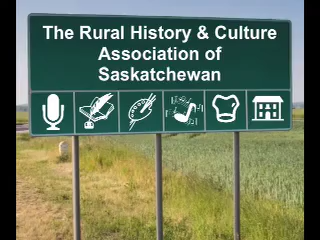 The Rural History & Culture
Association of
Saskatchewan